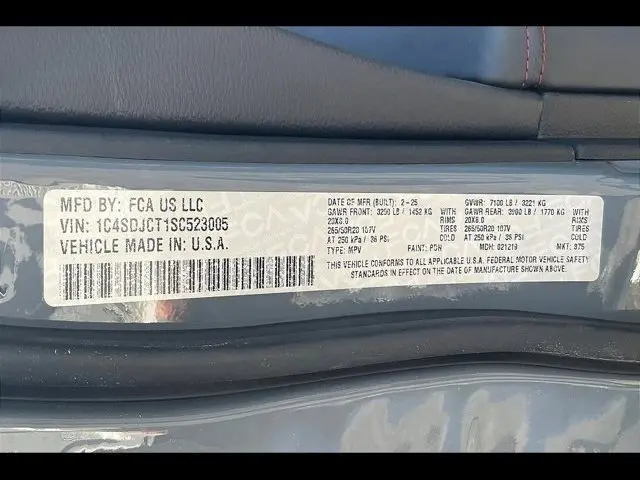 MFD BY: FCA US LLC
VIN: 1C4SDJCT1SC523005
VEHICLE MADE IN: U.S.A.
DATE OF MFR (BUILT): 2-25 GVWR: 7100 LB / 3221 KG
GAWR FRONT: 3200 LB / 1452 KG GAWR REAR: 3900 LB / 1770 KG
20X8.0 RIMS 20X8.0 RIMS
265/50R20 107V TIRES 265/50R20 107V TIRES
AT 250 kPa / 36 PSI COLD AT 250 kPa / 36 PSI COLD
TYPE: MPV PAINT: PDN MDH: 021219 MKT: 375
THIS VEHICLE CONFORMS TO ALL APPLICABLE U.S.A. FEDERAL MOTOR VEHICLE SAFETY
STANDARDS IN EFFECT ON THE DATE OF MANUFACTURE SHOWN ABOVE.